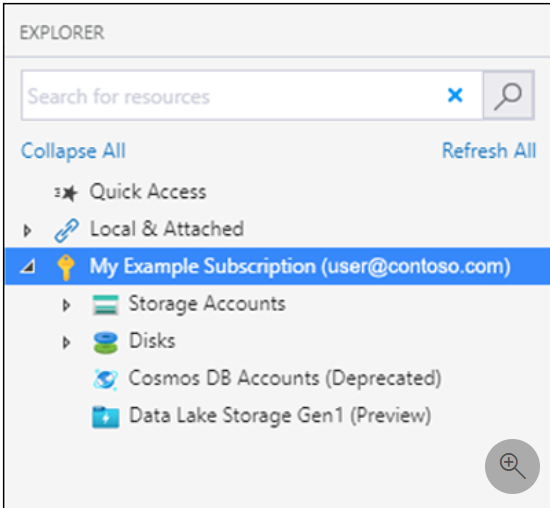 EXPLORER
Search for resources
Collapse All Refresh All
Quick Access
Local & Attached
My Example Subscription (user@contoso.com)
Storage Accounts
Disks
Cosmos DB Accounts (Deprecated)
Data Lake Storage Gen1 (Preview)